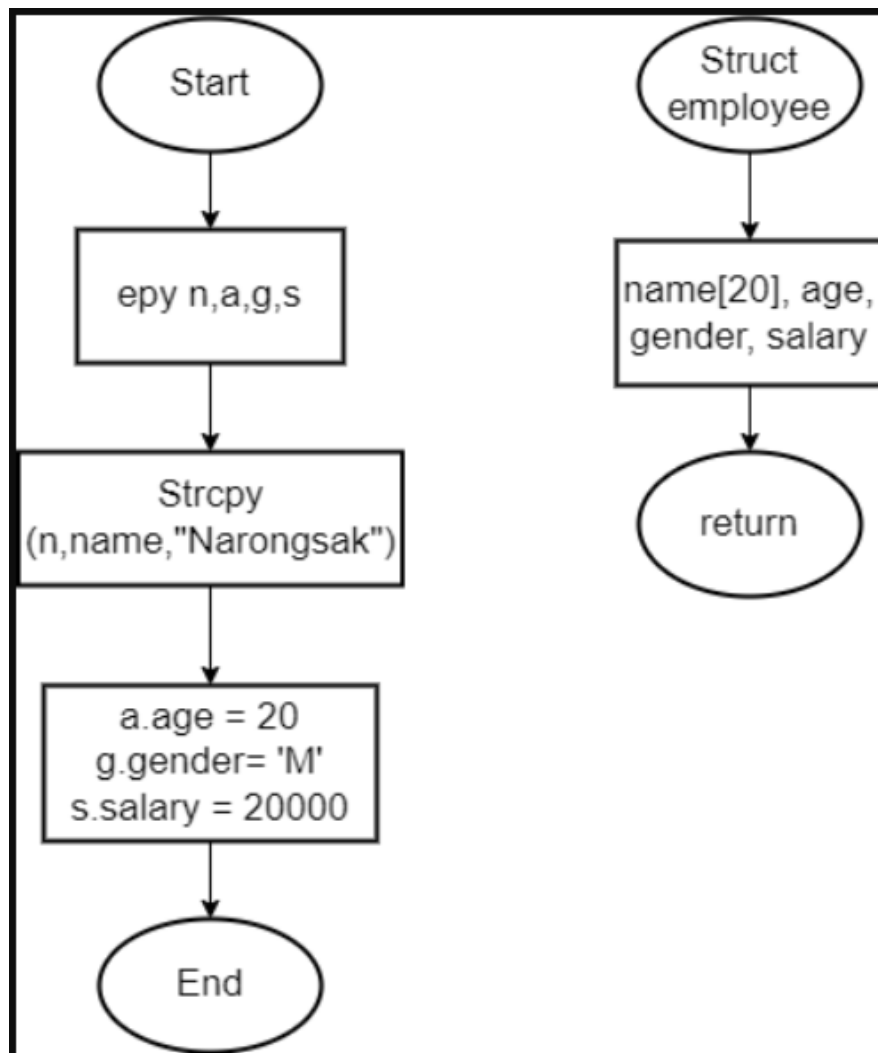 Start
epy n,a,g,s
Strcpy
(n,name,"Narongsak")
a.age = 20
g.gender= 'M'
s.salary = 20000
End
Struct
employee
name[20], age,
gender, salary
return